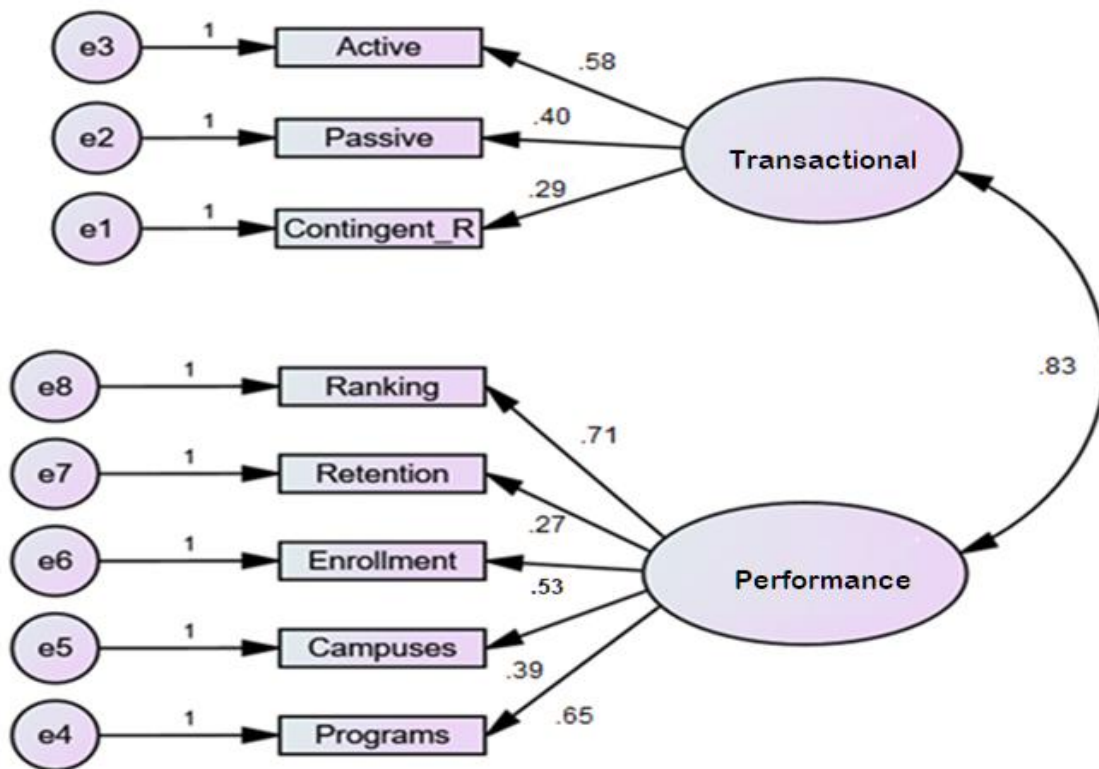 e3
1
Active
.58
e2
1
Passive
.40
Transactional
e1
1
Contingent_R
.29
.83
e8
1
Ranking
.71
e7
1
Retention
.27
e6
1
Enrollment
.53
Performance
e5
1
Campuses
.39
e4
1
Programs
.65